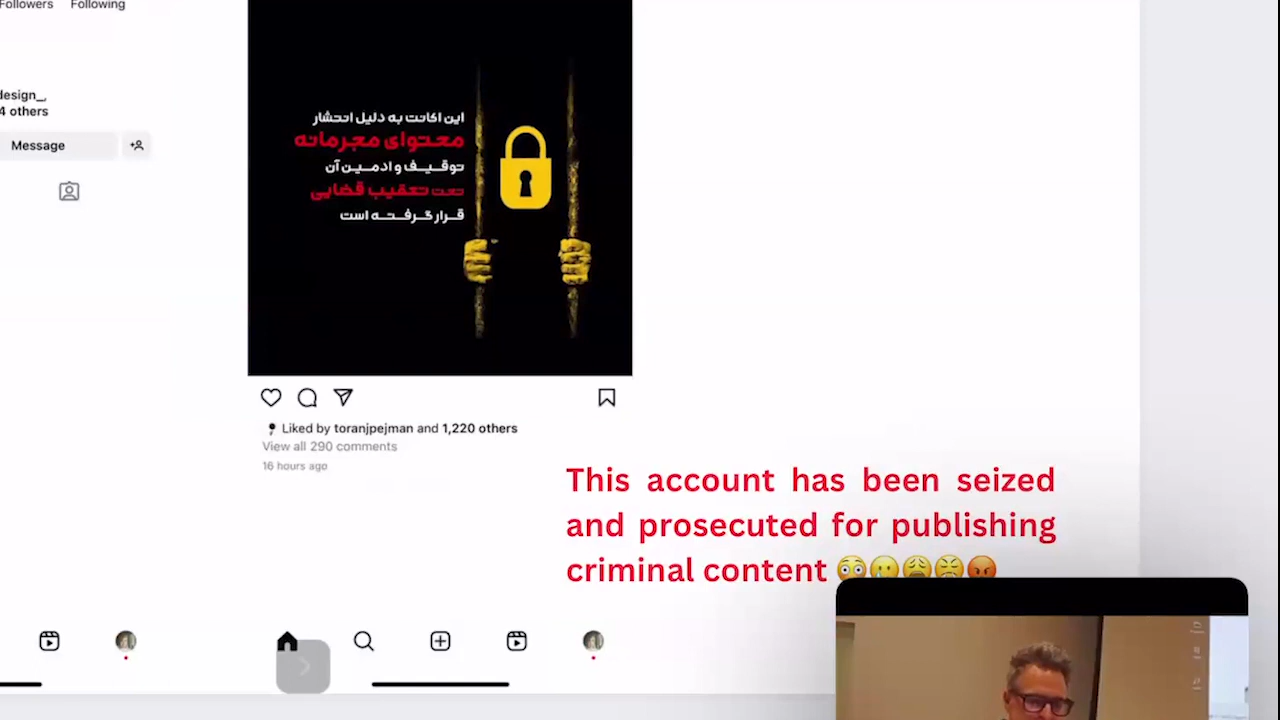 Followers Following
design_,
4 others
Message
این اکانت به دلیل انتشار
محتوای مجرمانه
توقیف و ادمین آن
تحت تعقیب قضایی
قرار گرفته است
Liked by toranjpejman and 1,220 others
View all 290 comments
16 hours ago
This account has been seized
and prosecuted for publishing
criminal content 😳🥲😩😤😡